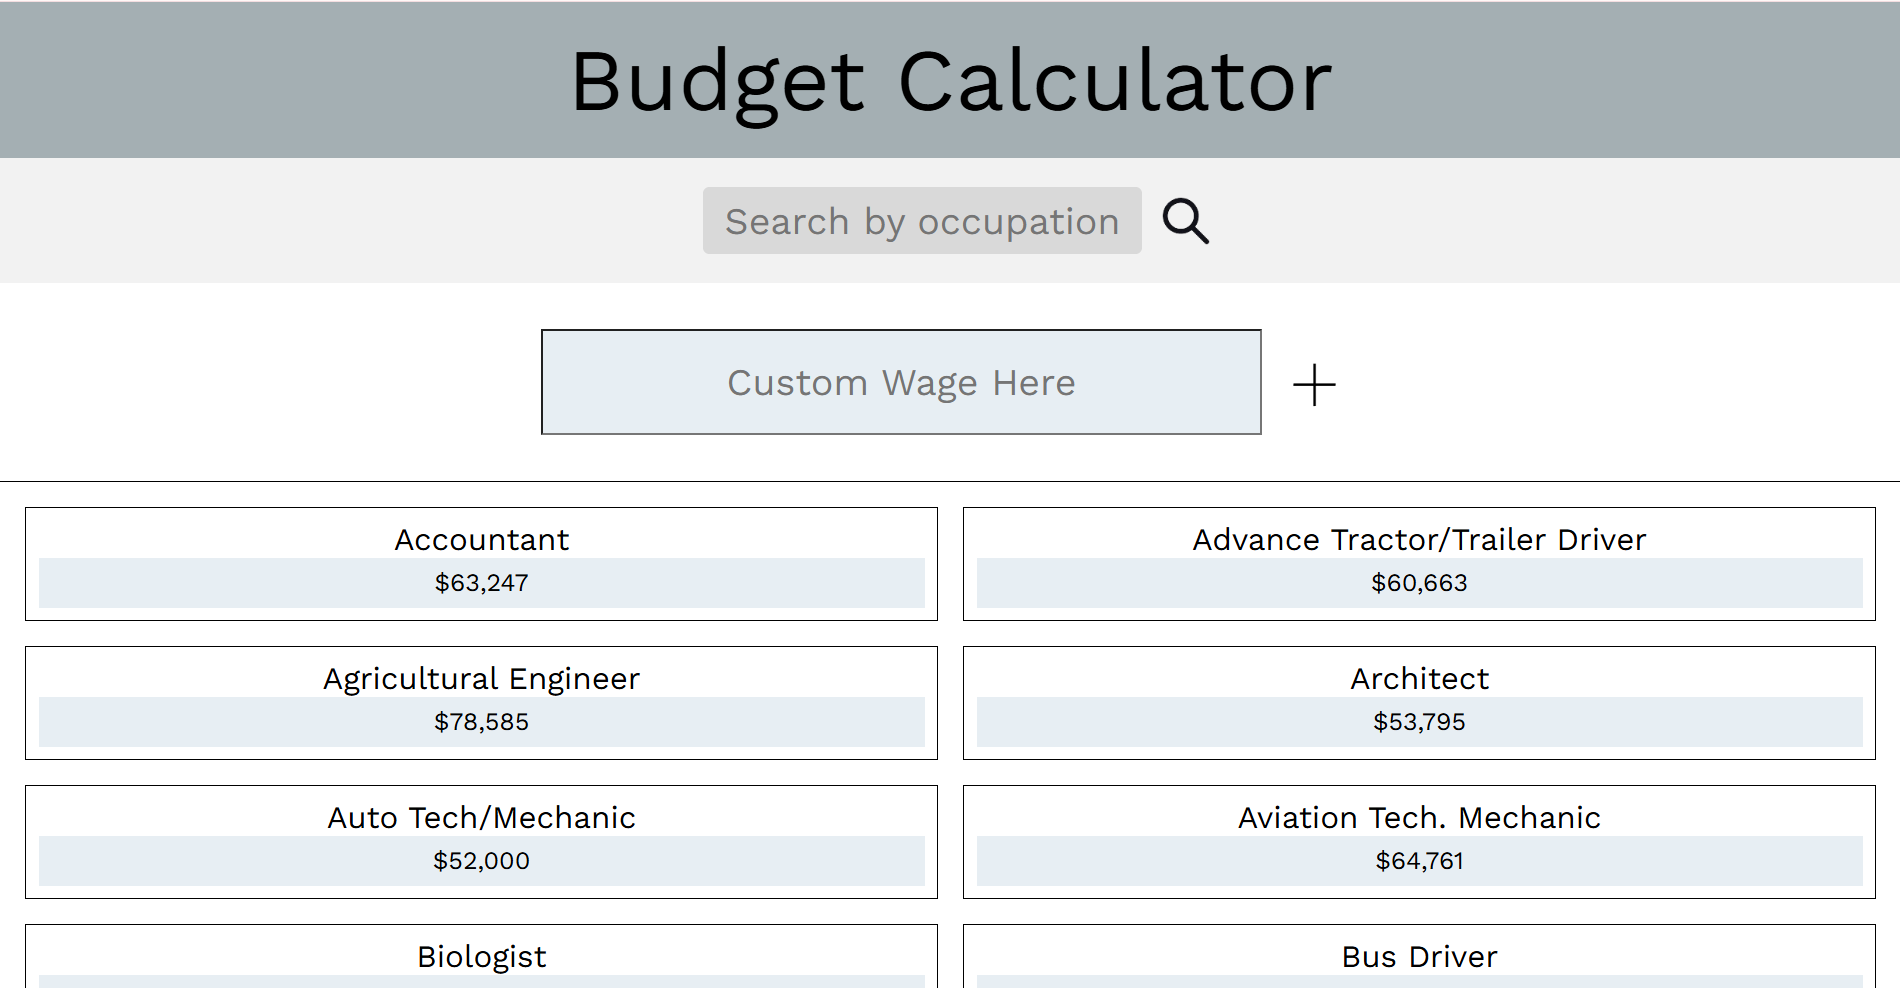 Budget Calculator
Search by occupation
Custom Wage Here
Accountant
$63,247
Advance Tractor/Trailer Driver
$60,663
Agricultural Engineer
$78,585
Architect
$53,795
Auto Tech/Mechanic
$52,000
Aviation Tech. Mechanic
$64,761
Biologist
Bus Driver